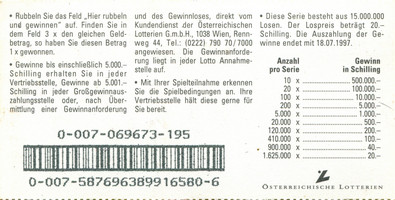 • Rubbeln Sie das Feld „Hier rubbeln
und gewinnen" auf. Finden Sie in
dem Feld 3 x den gleichen Geld-
betrag, so haben Sie diesen Betrag
1 x gewonnen.
• Gewinne bis einschließlich 5.000.–
Schilling erhalten Sie in jeder
Vertriebsstelle, Gewinne ab 5.001.–
Schilling in jeder Großgewinnaus-
zahlungsstelle oder, nach Über-
mittlung einer Gewinnanforderung
und des Gewinnloses, direkt vom
Kundendienst der Österreichischen
Lotterien G.m.b.H., 1038 Wien, Renn-
weg 44, Tel.: (0222) 790 70/7000
angewiesen. Die Gewinnanforde-
rung liegt in jeder Lotto Annahme-
stelle auf.
• Mit Ihrer Spielteilnahme erkennen
Sie die Spielbedingungen an. Ihre
Vertriebsstelle hält diese gerne für
Sie bereit.
• Diese Serie besteht aus 15.000.000
Losen. Der Lospreis beträgt 20.–
Schilling. Die Auszahlung der Ge-
winne endet mit 18.07.1997.
Anzahl Gewinn
pro Serie in Schilling
10 x 500.000.–
20 x 100.000.–
100 x 10.000.–
200 x 5.000.–
5.000 x 1.000.–
20.000 x 500.–
120.000 x 200.–
410.000 x 100.–
900.000 x 40.–
1.625.000 x 20.–
0-007-069673-195
0-007-587696389916580-6
ÖSTERREICHISCHE LOTTERIEN